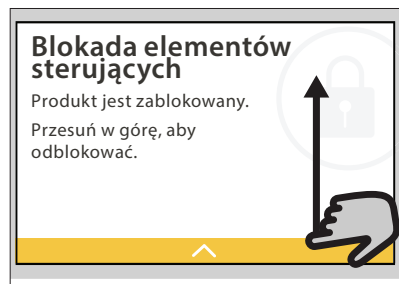 Blokada elementów
sterujących
Produkt jest zablokowany.
Przesuń w górę, aby
odblokować.